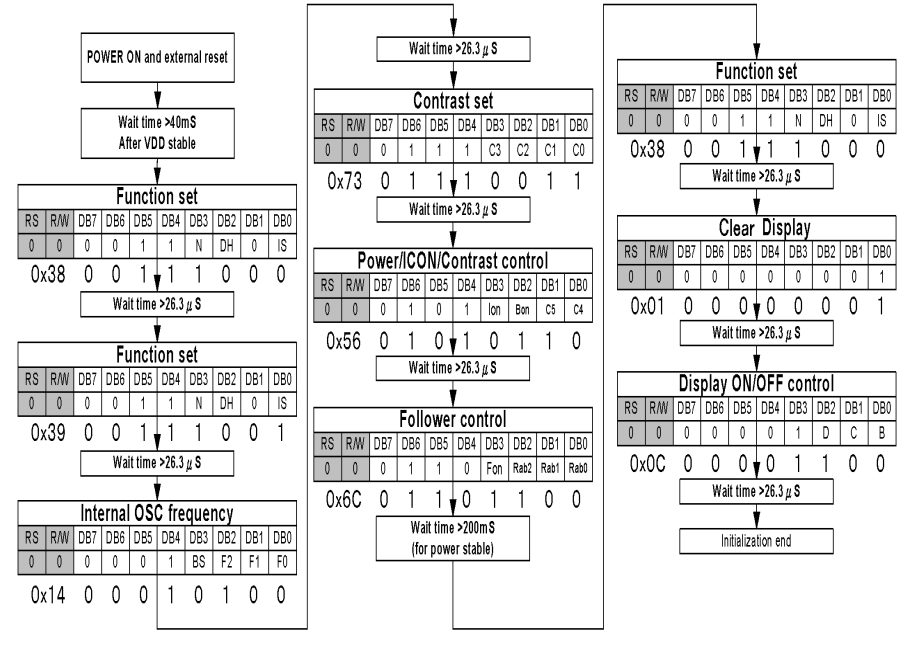 POWER ON and external reset
Wait time >40mS
After VDD stable
Function set
RS R/W DB7 DB6 DB5 DB4 DB3 DB2 DB1 DB0
0 0 0 0 1 1 N DH 0 IS
0x38 0 0 1 1 1 0 0 0
Wait time >26.3 μS
Function set
RS R/W DB7 DB6 DB5 DB4 DB3 DB2 DB1 DB0
0 0 0 0 1 1 N DH 0 IS
0x39 0 0 1 1 1 0 0 1
Wait time >26.3 μS
Internal OSC frequency
RS R/W DB7 DB6 DB5 DB4 DB3 DB2 DB1 DB0
0 0 0 0 0 1 BS F2 F1 F0
0x14 0 0 0 1 0 1 0 0
Wait time >26.3 μS
Contrast set
RS R/W DB7 DB6 DB5 DB4 DB3 DB2 DB1 DB0
0 0 0 1 1 1 C3 C2 C1 C0
0x73 0 1 1 1 0 0 1 1
Wait time >26.3 μS
Power/ICON/Contrast control
RS R/W DB7 DB6 DB5 DB4 DB3 DB2 DB1 DB0
0 0 0 1 0 1 Ion Bon C5 C4
0x56 0 1 0 1 0 1 1 0
Wait time >26.3 μS
Follower control
RS R/W DB7 DB6 DB5 DB4 DB3 DB2 DB1 DB0
0 0 0 1 1 0 Fon Rab2 Rab1 Rab0
0x6C 0 1 1 0 1 1 0 0
Wait time >200mS
(for power stable)
Function set
RS R/W DB7 DB6 DB5 DB4 DB3 DB2 DB1 DB0
0 0 0 0 1 1 N DH 0 IS
0x38 0 0 1 1 1 0 0 0
Wait time >26.3 μS
Clear Display
RS R/W DB7 DB6 DB5 DB4 DB3 DB2 DB1 DB0
0 0 0 0 0 0 0 0 0 1
0x01 0 0 0 0 0 0 0 1
Wait time >26.3 μS
Display ON/OFF control
RS R/W DB7 DB6 DB5 DB4 DB3 DB2 DB1 DB0
0 0 0 0 0 0 1 D C B
0x0C 0 0 0 0 1 1 0 0
Wait time >26.3 μS
Initialization end